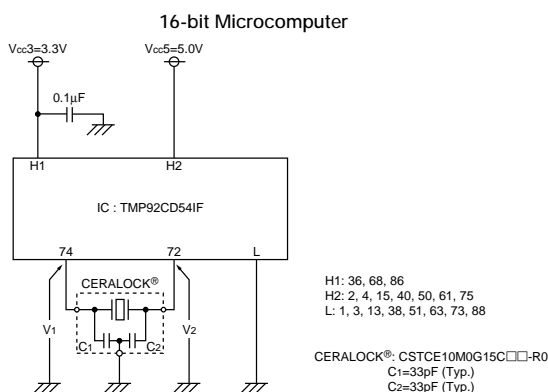 16-bit Microcomputer
Vcc3=3.3V
Vcc5=5.0V
0.1μF
H1
H2
IC : TMP92CD54IF
74
72
L
CERALOCK®
V1
C1
C2
V2
H1: 36, 68, 86
H2: 2, 4, 15, 40, 50, 61, 75
L: 1, 3, 13, 38, 51, 63, 73, 88
CERALOCK®: CSTCE10M0G15C□□-R0
C1=33pF (Typ.)
C2=33pF (Typ.)